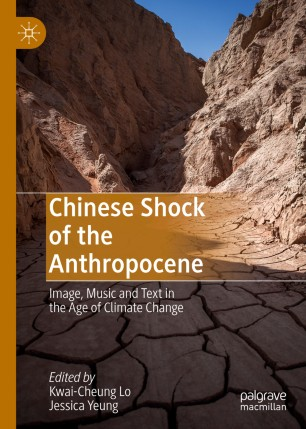 Chinese Shock
of the
Anthropocene
Image, Music and Text in
the Age of Climate Change
Edited by
Kwai-Cheung Lo
Jessica Yeung
palgrave
macmillan